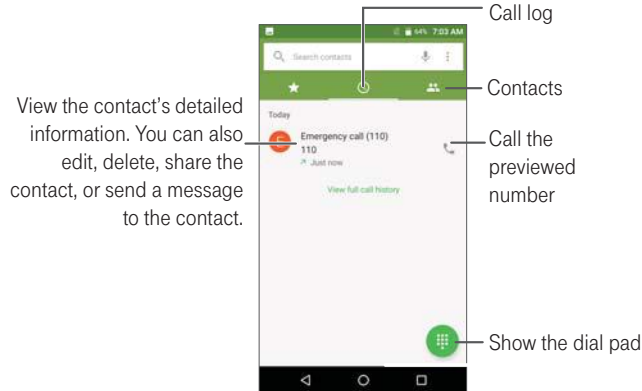 Call log
64% 7:03 AM
Search contacts
Contacts
Today
View the contact's detailed
information. You can also
edit, delete, share the
contact, or send a message
to the contact.
Emergency call (110)
110
Just now
Call the
previewed
number
View full call history
Show the dial pad